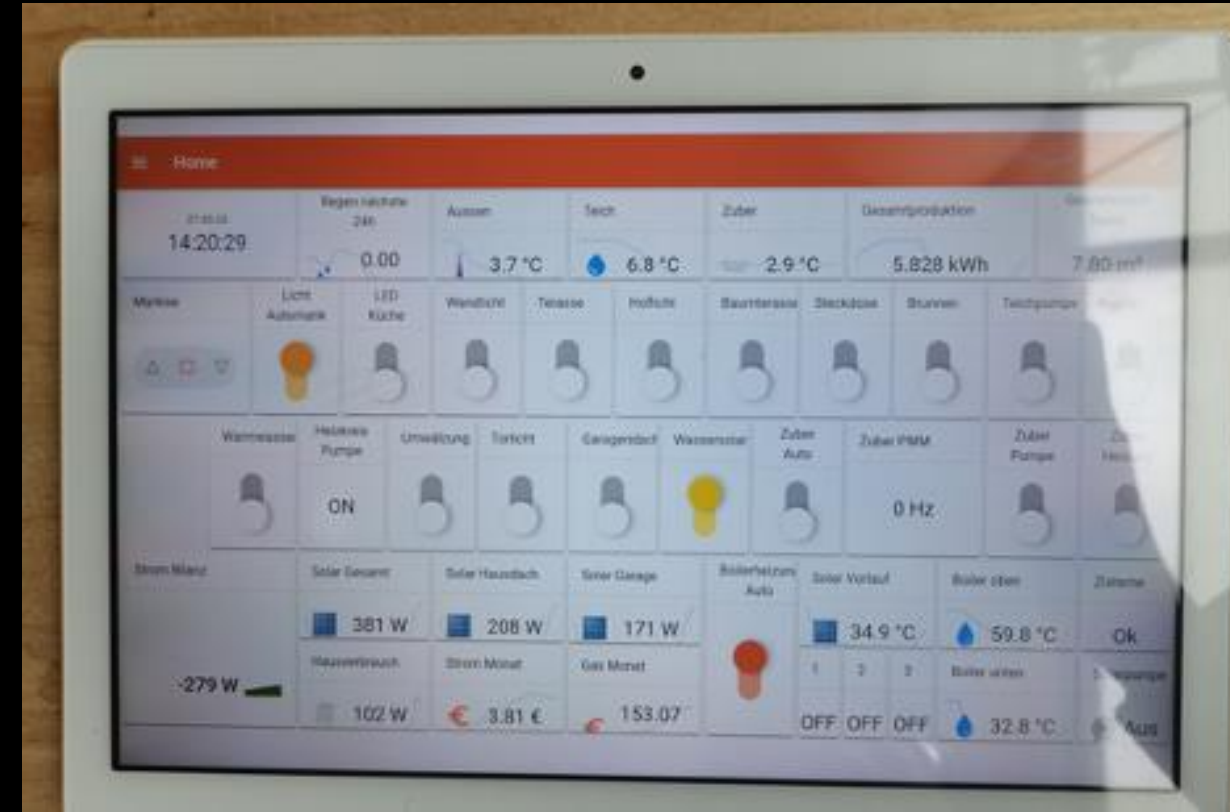 Home
14:20:29
Regen nächste
24h
0.00
Aussen
3.7 °C
Teich
6.8 °C
Zuber
2.9 °C
Gesamtproduktion
5.828 kWh
7.80 m³
Markise
Licht
Automatik
LED
Küche
Wandlicht
Terasse
Hoflicht
Baumterasse
Steckdose
Brunnen
Teichpumpe
Warmwasser
Heizkreis
Pumpe
ON
Umwälzung
Torlicht
Garagendach
Zuber
Auto
Zuber PWM
0 Hz
Zuber
Pumpe
Strom Bilanz
-279 W
Solar Gesamt
381 W
Solar Hausdach
208 W
Solar Garage
171 W
Boilerheizung
Auto
Solar Vorlauf
34.9 °C
Boiler oben
59.8 °C
Zisterne
Ok
Hausverbrauch
102 W
Strom Monat
3.81 €
Gas Monat
153.07
1 2 3
OFF OFF OFF
Boiler unten
32.8 °C
Aus